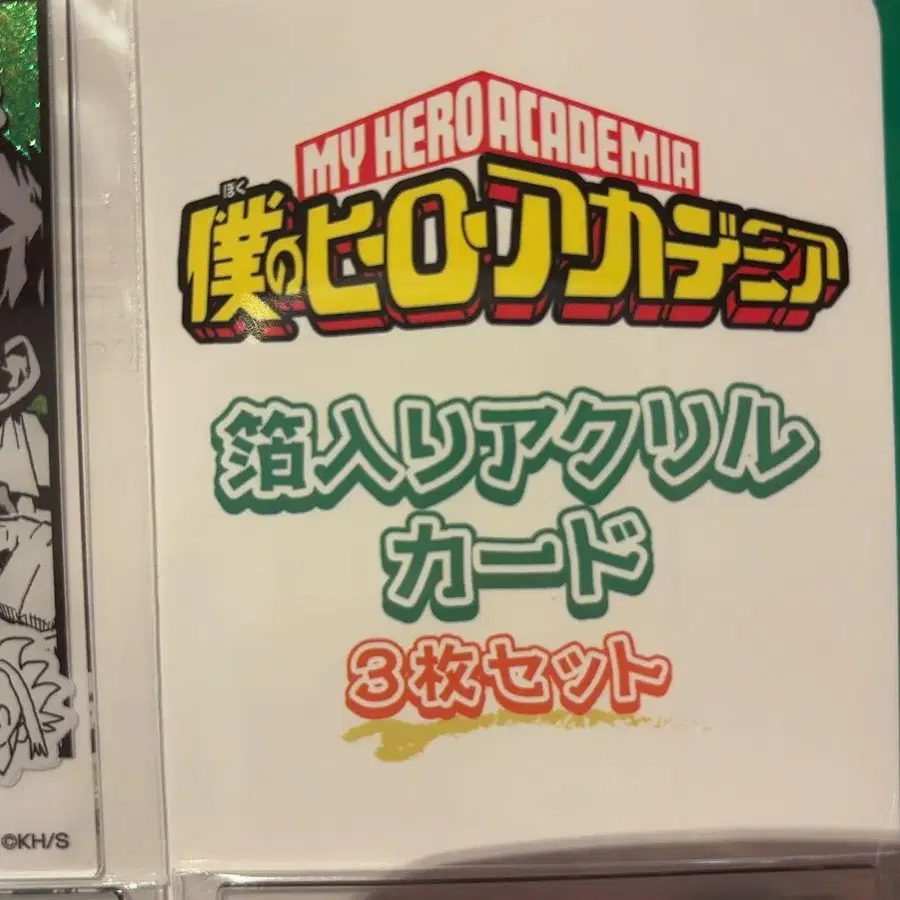 MY HERO ACADEMIA
ぼく
僕のヒーローアカデミア
箔入りアクリル
カード
3枚セット
©KH/S